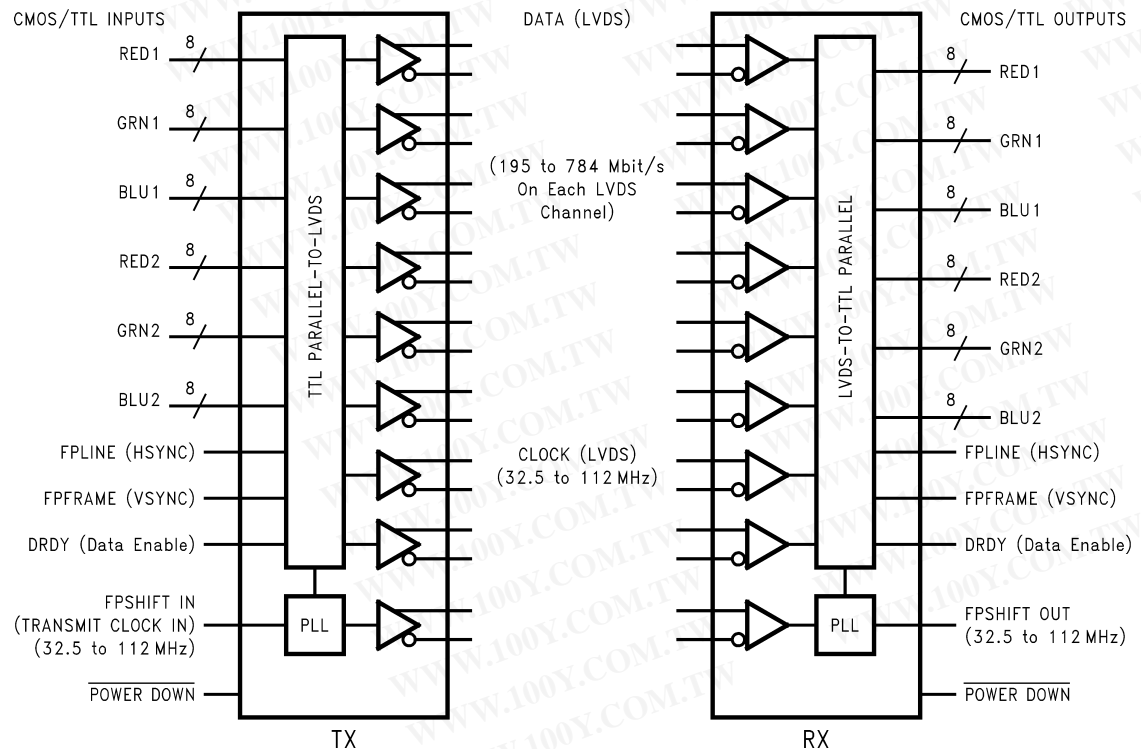 CMOS/TTL INPUTS
DATA (LVDS)
CMOS/TTL OUTPUTS
RED1
8
GRN1
8
BLU1
8
RED2
8
GRN2
8
BLU2
8
FPLINE (HSYNC)
FPFRAME (VSYNC)
DRDY (Data Enable)
FPSHIFT IN
(TRANSMIT CLOCK IN)
(32.5 to 112 MHz)
POWER DOWN
TTL PARALLEL-TO-LVDS
PLL
TX
(195 to 784 Mbit/s
On Each LVDS
Channel)
CLOCK (LVDS)
(32.5 to 112 MHz)
LVDS-TO-TTL PARALLEL
PLL
RX
8
RED1
8
GRN1
8
BLU1
8
RED2
8
GRN2
8
BLU2
FPLINE (HSYNC)
FPFRAME (VSYNC)
DRDY (Data Enable)
FPSHIFT OUT
(32.5 to 112 MHz)
POWER DOWN
WWW.100Y.COM.TW